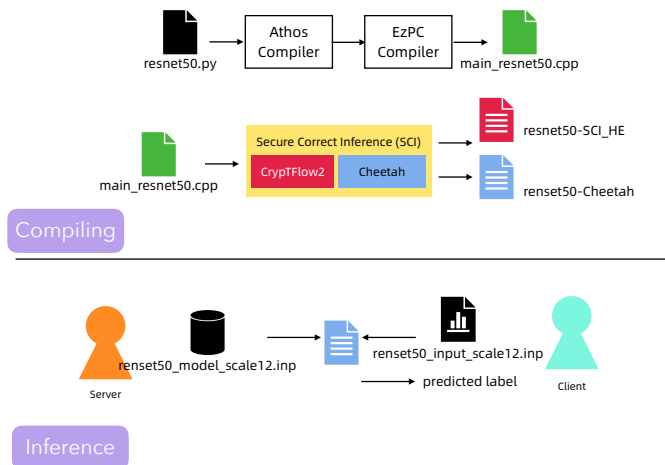 resnet50.py
Athos
Compiler
EzPC
Compiler
main_resnet50.cpp
main_resnet50.cpp
Secure Correct Inference (SCI)
CrypTFlow2
Cheetah
resnet50-SCI_HE
renset50-Cheetah
Compiling
renset50_model_scale12.inp
renset50_input_scale12.inp
predicted label
Server
Client
Inference